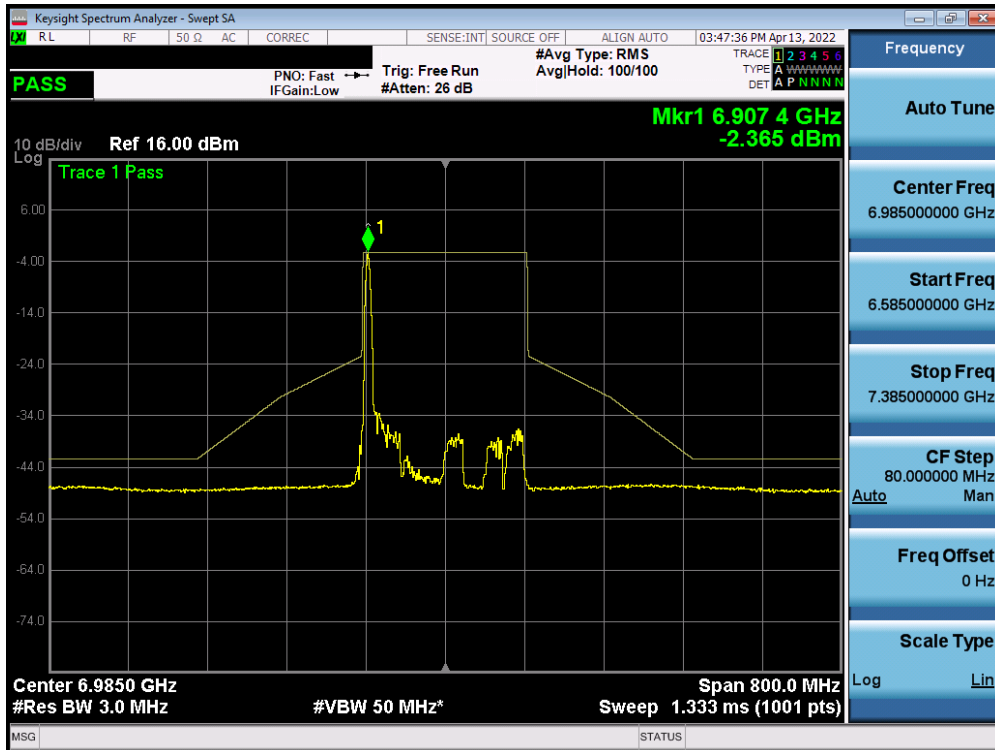 Keysight Spectrum Analyzer - Swept SA
LXI RL RF 50 Ω AC CORREC SENSE:INT SOURCE OFF ALIGN AUTO 03:47:36 PM Apr 13, 2022
PASS
PNO: Fast
IFGain:Low
Trig: Free Run
#Atten: 26 dB
#Avg Type: RMS
Avg|Hold: 100/100
TRACE 1 2 3 4 5 6
TYPE A WWWWW
DET A P N N N N
Mkr1 6.907 4 GHz
-2.365 dBm
10 dB/div Ref 16.00 dBm
Log
Trace 1 Pass
1
6.00
-4.00
-14.0
-24.0
-34.0
-44.0
-54.0
-64.0
-74.0
Center 6.9850 GHz Span 800.0 MHz
#Res BW 3.0 MHz #VBW 50 MHz* Sweep 1.333 ms (1001 pts)
MSG STATUS
Frequency
Auto Tune
Center Freq
6.985000000 GHz
Start Freq
6.585000000 GHz
Stop Freq
7.385000000 GHz
CF Step
80.000000 MHz
Auto Man
Freq Offset
0 Hz
Scale Type
Log Lin